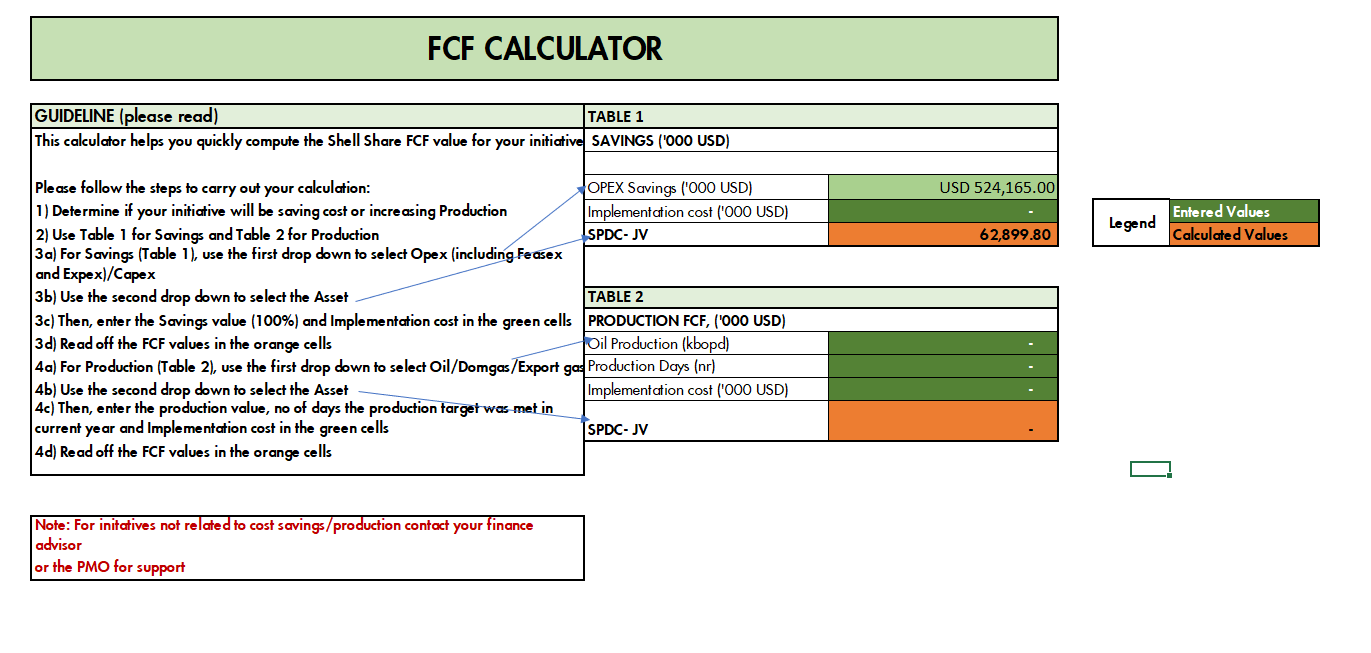 FCF CALCULATOR
GUIDELINE (please read)
This calculator helps you quickly compute the Shell Share FCF value for your initiative
Please follow the steps to carry out your calculation:
1) Determine if your initiative will be saving cost or increasing Production
2) Use Table 1 for Savings and Table 2 for Production
3a) For Savings (Table 1), use the first drop down to select Opex (including Feasex
and Expex)/Capex
3b) Use the second drop down to select the Asset
3c) Then, enter the Savings value (100%) and Implementation cost in the green cells
3d) Read off the FCF values in the orange cells
4a) For Production (Table 2), use the first drop down to select Oil/Domgas/Export gas
4b) Use the second drop down to select the Asset
4c) Then, enter the production value, no of days the production target was met in
current year and Implementation cost in the green cells
4d) Read off the FCF values in the orange cells
TABLE 1
SAVINGS ('000 USD)
OPEX Savings ('000 USD) USD 524,165.00
Implementation cost ('000 USD) -
SPDC- JV 62,899.80
TABLE 2
PRODUCTION FCF, ('000 USD)
Oil Production (kbopd) -
Production Days (nr) -
Implementation cost ('000 USD) -
SPDC- JV -
Legend
Entered Values
Calculated Values
Note: For initatives not related to cost savings/production contact your finance
advisor
or the PMO for support